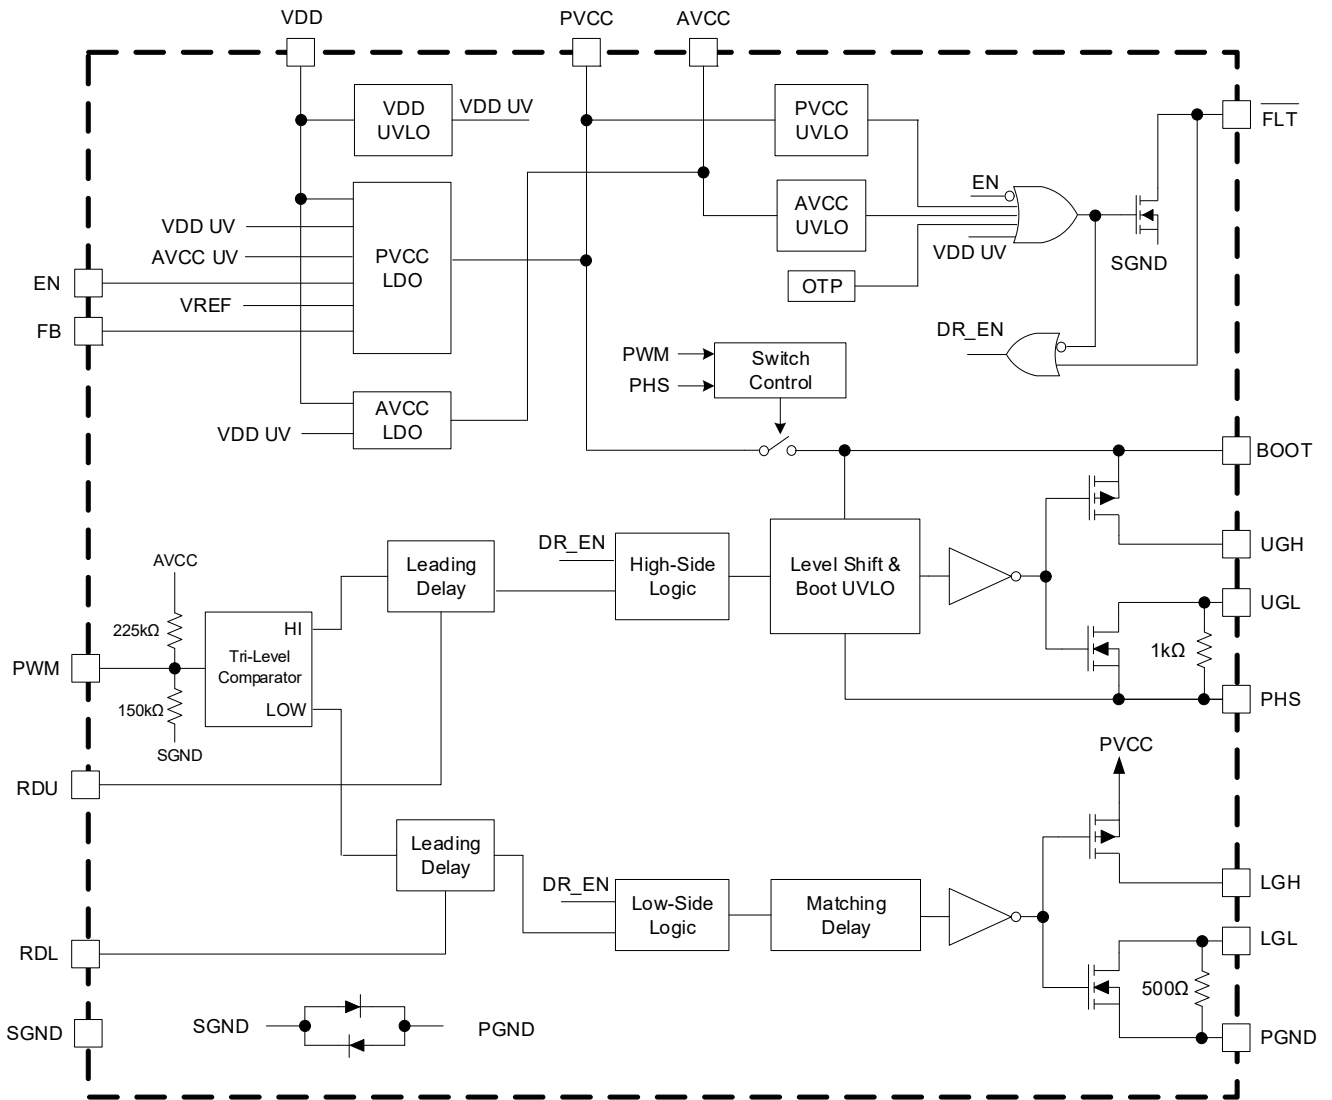 VDD
PVCC
AVCC
VDD
UVLO
VDD UV
PVCC
UVLO
FLT
EN
AVCC
UVLO
VDD UV
SGND
OTP
VDD UV
AVCC UV
PVCC
LDO
EN
VREF
FB
DR_EN
PWM
PHS
Switch
Control
AVCC
LDO
VDD UV
BOOT
DR_EN
High-Side
Logic
Level Shift &
Boot UVLO
UGH
Leading
Delay
AVCC
UGL
225kΩ
HI
Tri-Level
Comparator
LOW
PWM
150kΩ
SGND
1kΩ
PHS
PVCC
RDU
Leading
Delay
DR_EN
Low-Side
Logic
Matching
Delay
LGH
LGL
RDL
500Ω
SGND
SGND
PGND
PGND